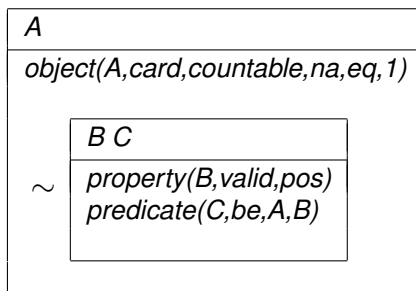 A
object(A,card,countable,na,eq,1)
B C
∼
property(B,valid,pos)
predicate(C,be,A,B)